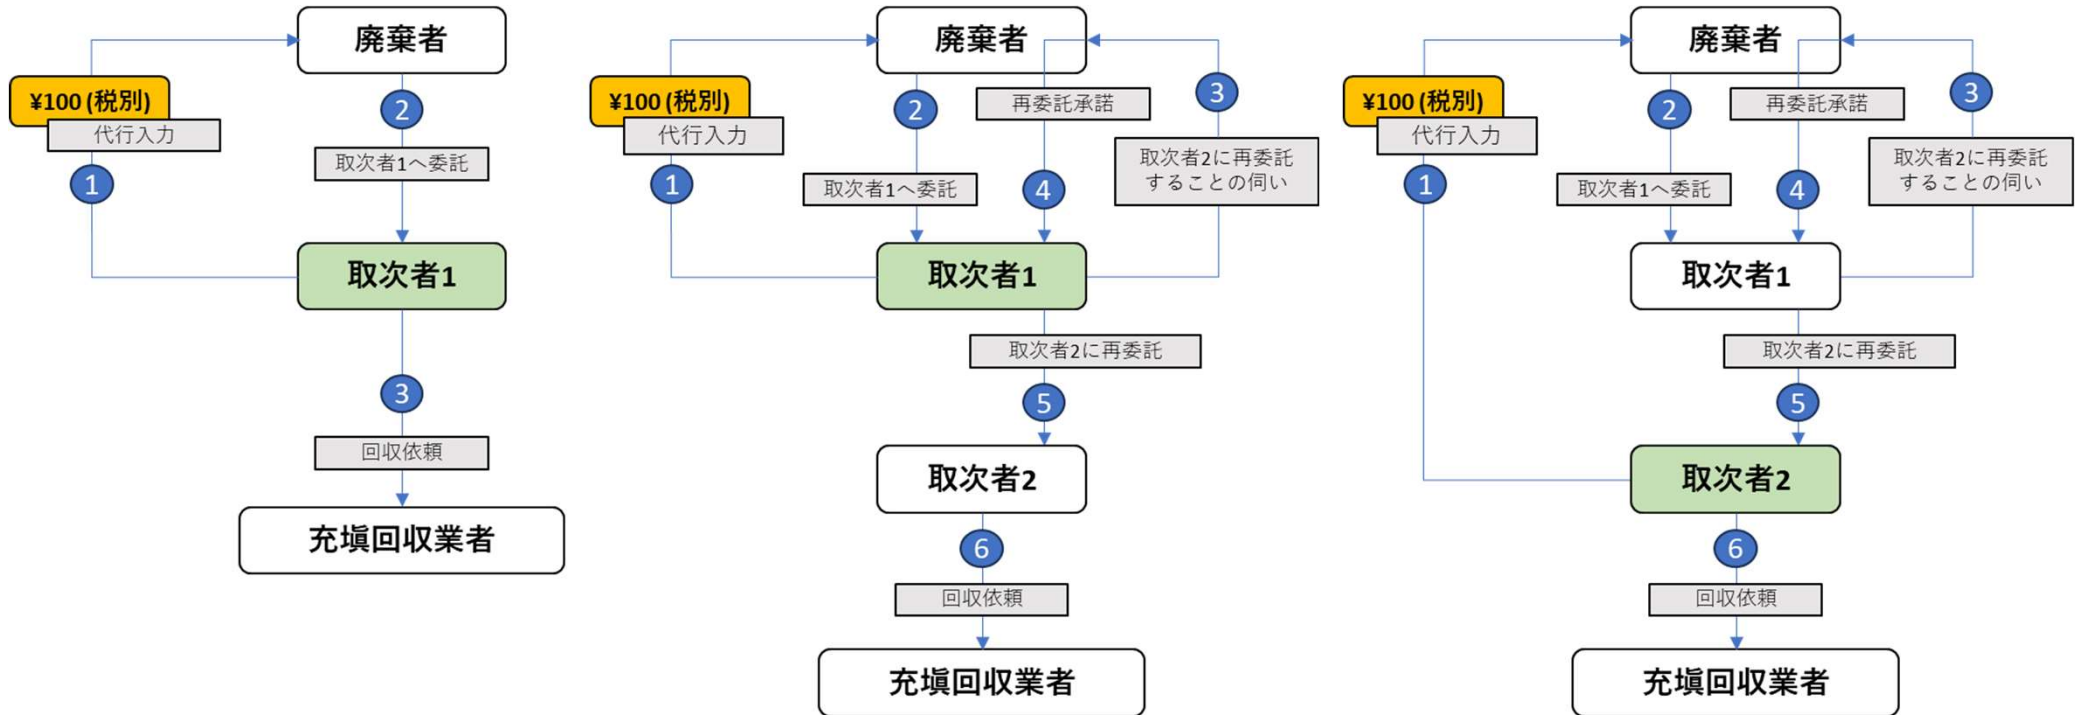 廃棄者
¥100 (税別)
代行入力
1
2
取次者1へ委託
取次者1
3
回収依頼
充塡回収業者
廃棄者
¥100 (税別)
代行入力
1
2
取次者1へ委託
再委託承諾
4
3
取次者2に再委託
することの伺い
取次者1
取次者2に再委託
5
取次者2
6
回収依頼
充塡回収業者
廃棄者
¥100 (税別)
代行入力
1
2
取次者1へ委託
再委託承諾
4
3
取次者2に再委託
することの伺い
取次者1
取次者2に再委託
5
取次者2
6
回収依頼
充塡回収業者